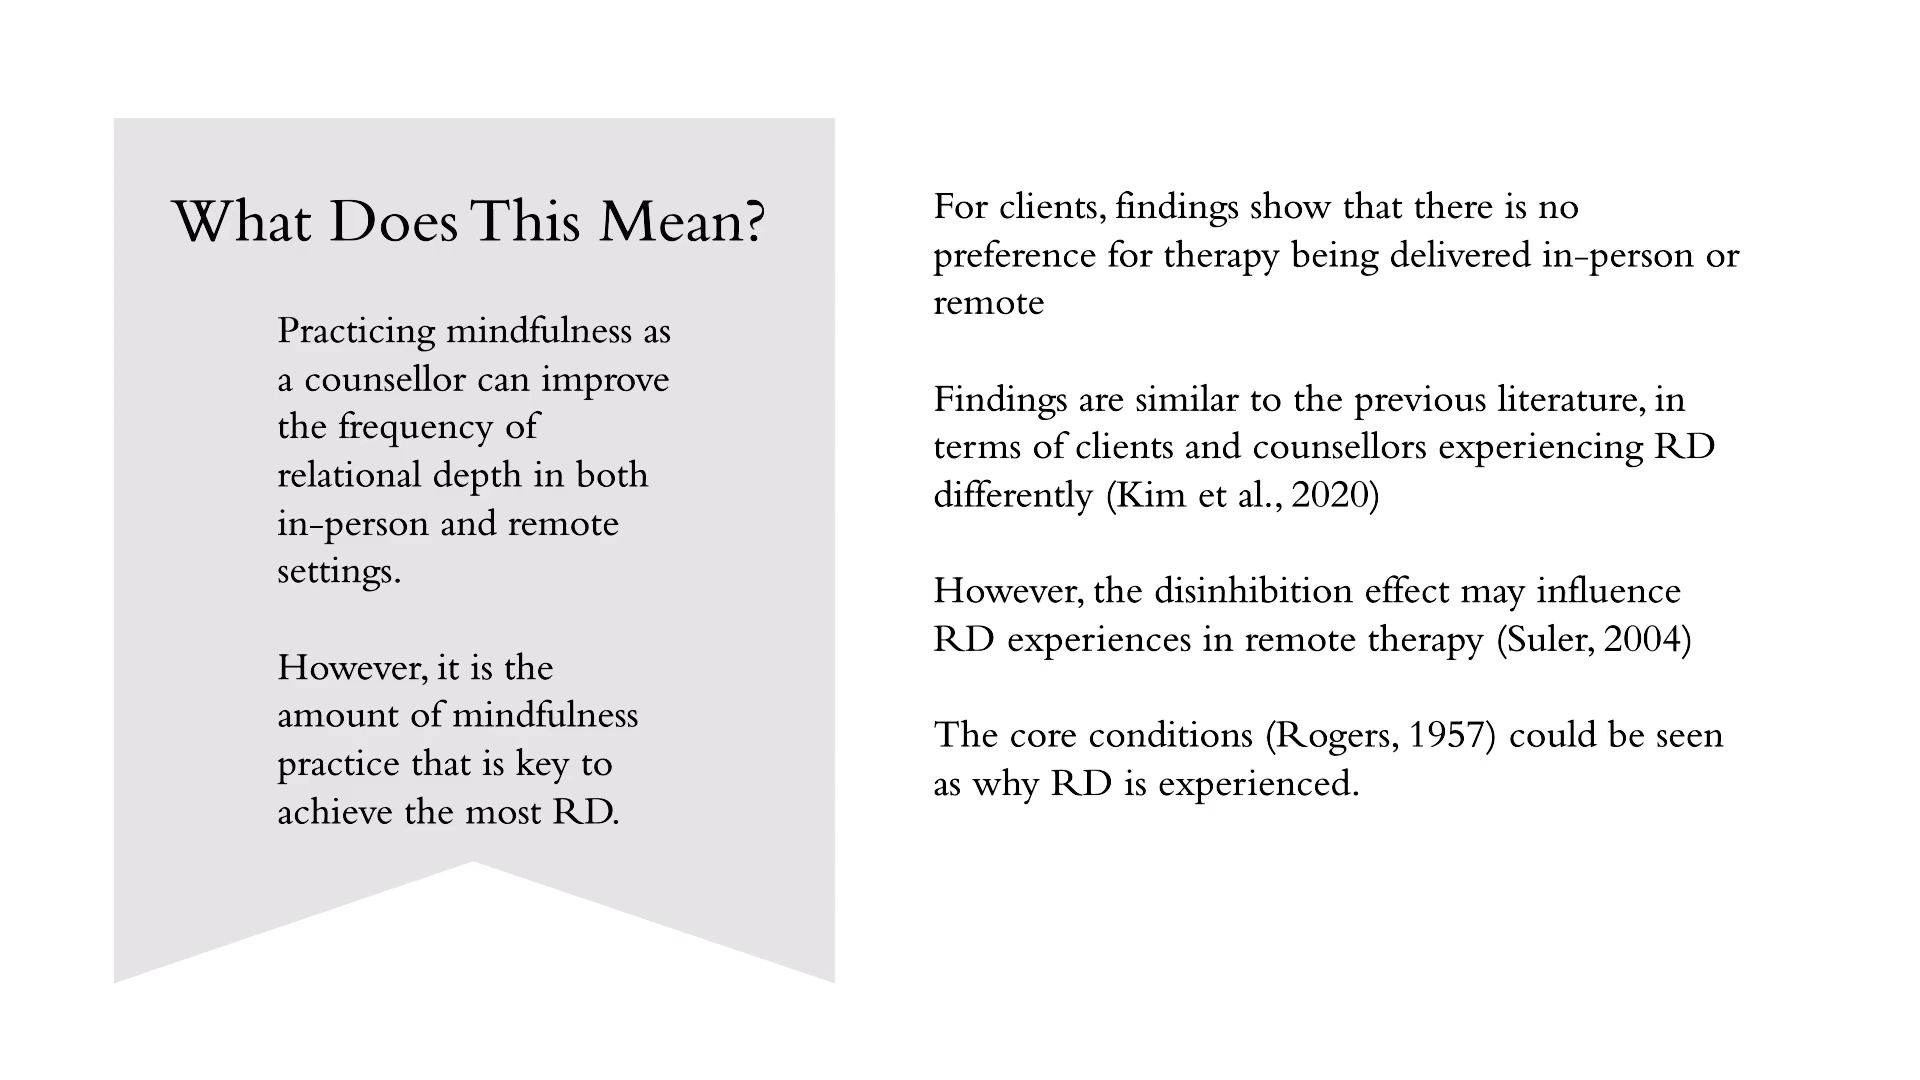 What Does This Mean?
Practicing mindfulness as
a counsellor can improve
the frequency of
relational depth in both
in-person and remote
settings.
However, it is the
amount of mindfulness
practice that is key to
achieve the most RD.
For clients, findings show that there is no
preference for therapy being delivered in-person or
remote
Findings are similar to the previous literature, in
terms of clients and counsellors experiencing RD
differently (Kim et al., 2020)
However, the disinhibition effect may influence
RD experiences in remote therapy (Suler, 2004)
The core conditions (Rogers, 1957) could be seen
as why RD is experienced.